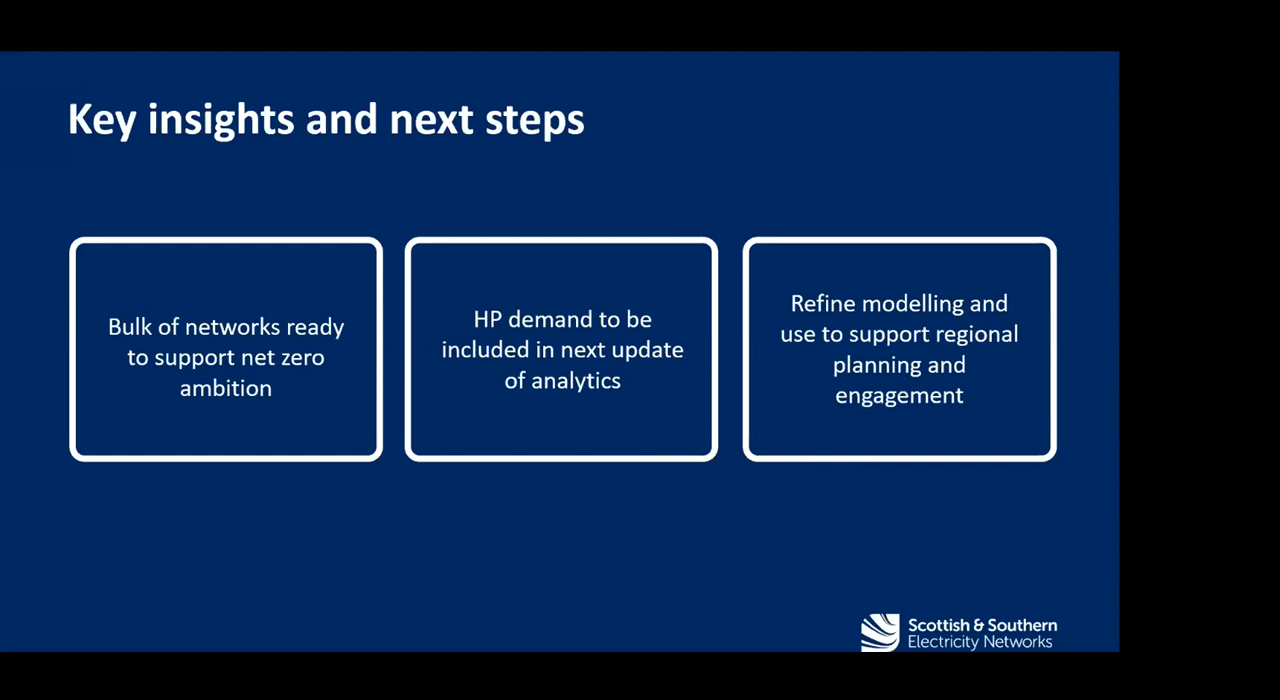 Key insights and next steps
Bulk of networks ready
to support net zero
ambition
HP demand to be
included in next update
of analytics
Refine modelling and
use to support regional
planning and
engagement
Scottish & Southern
Electricity Networks